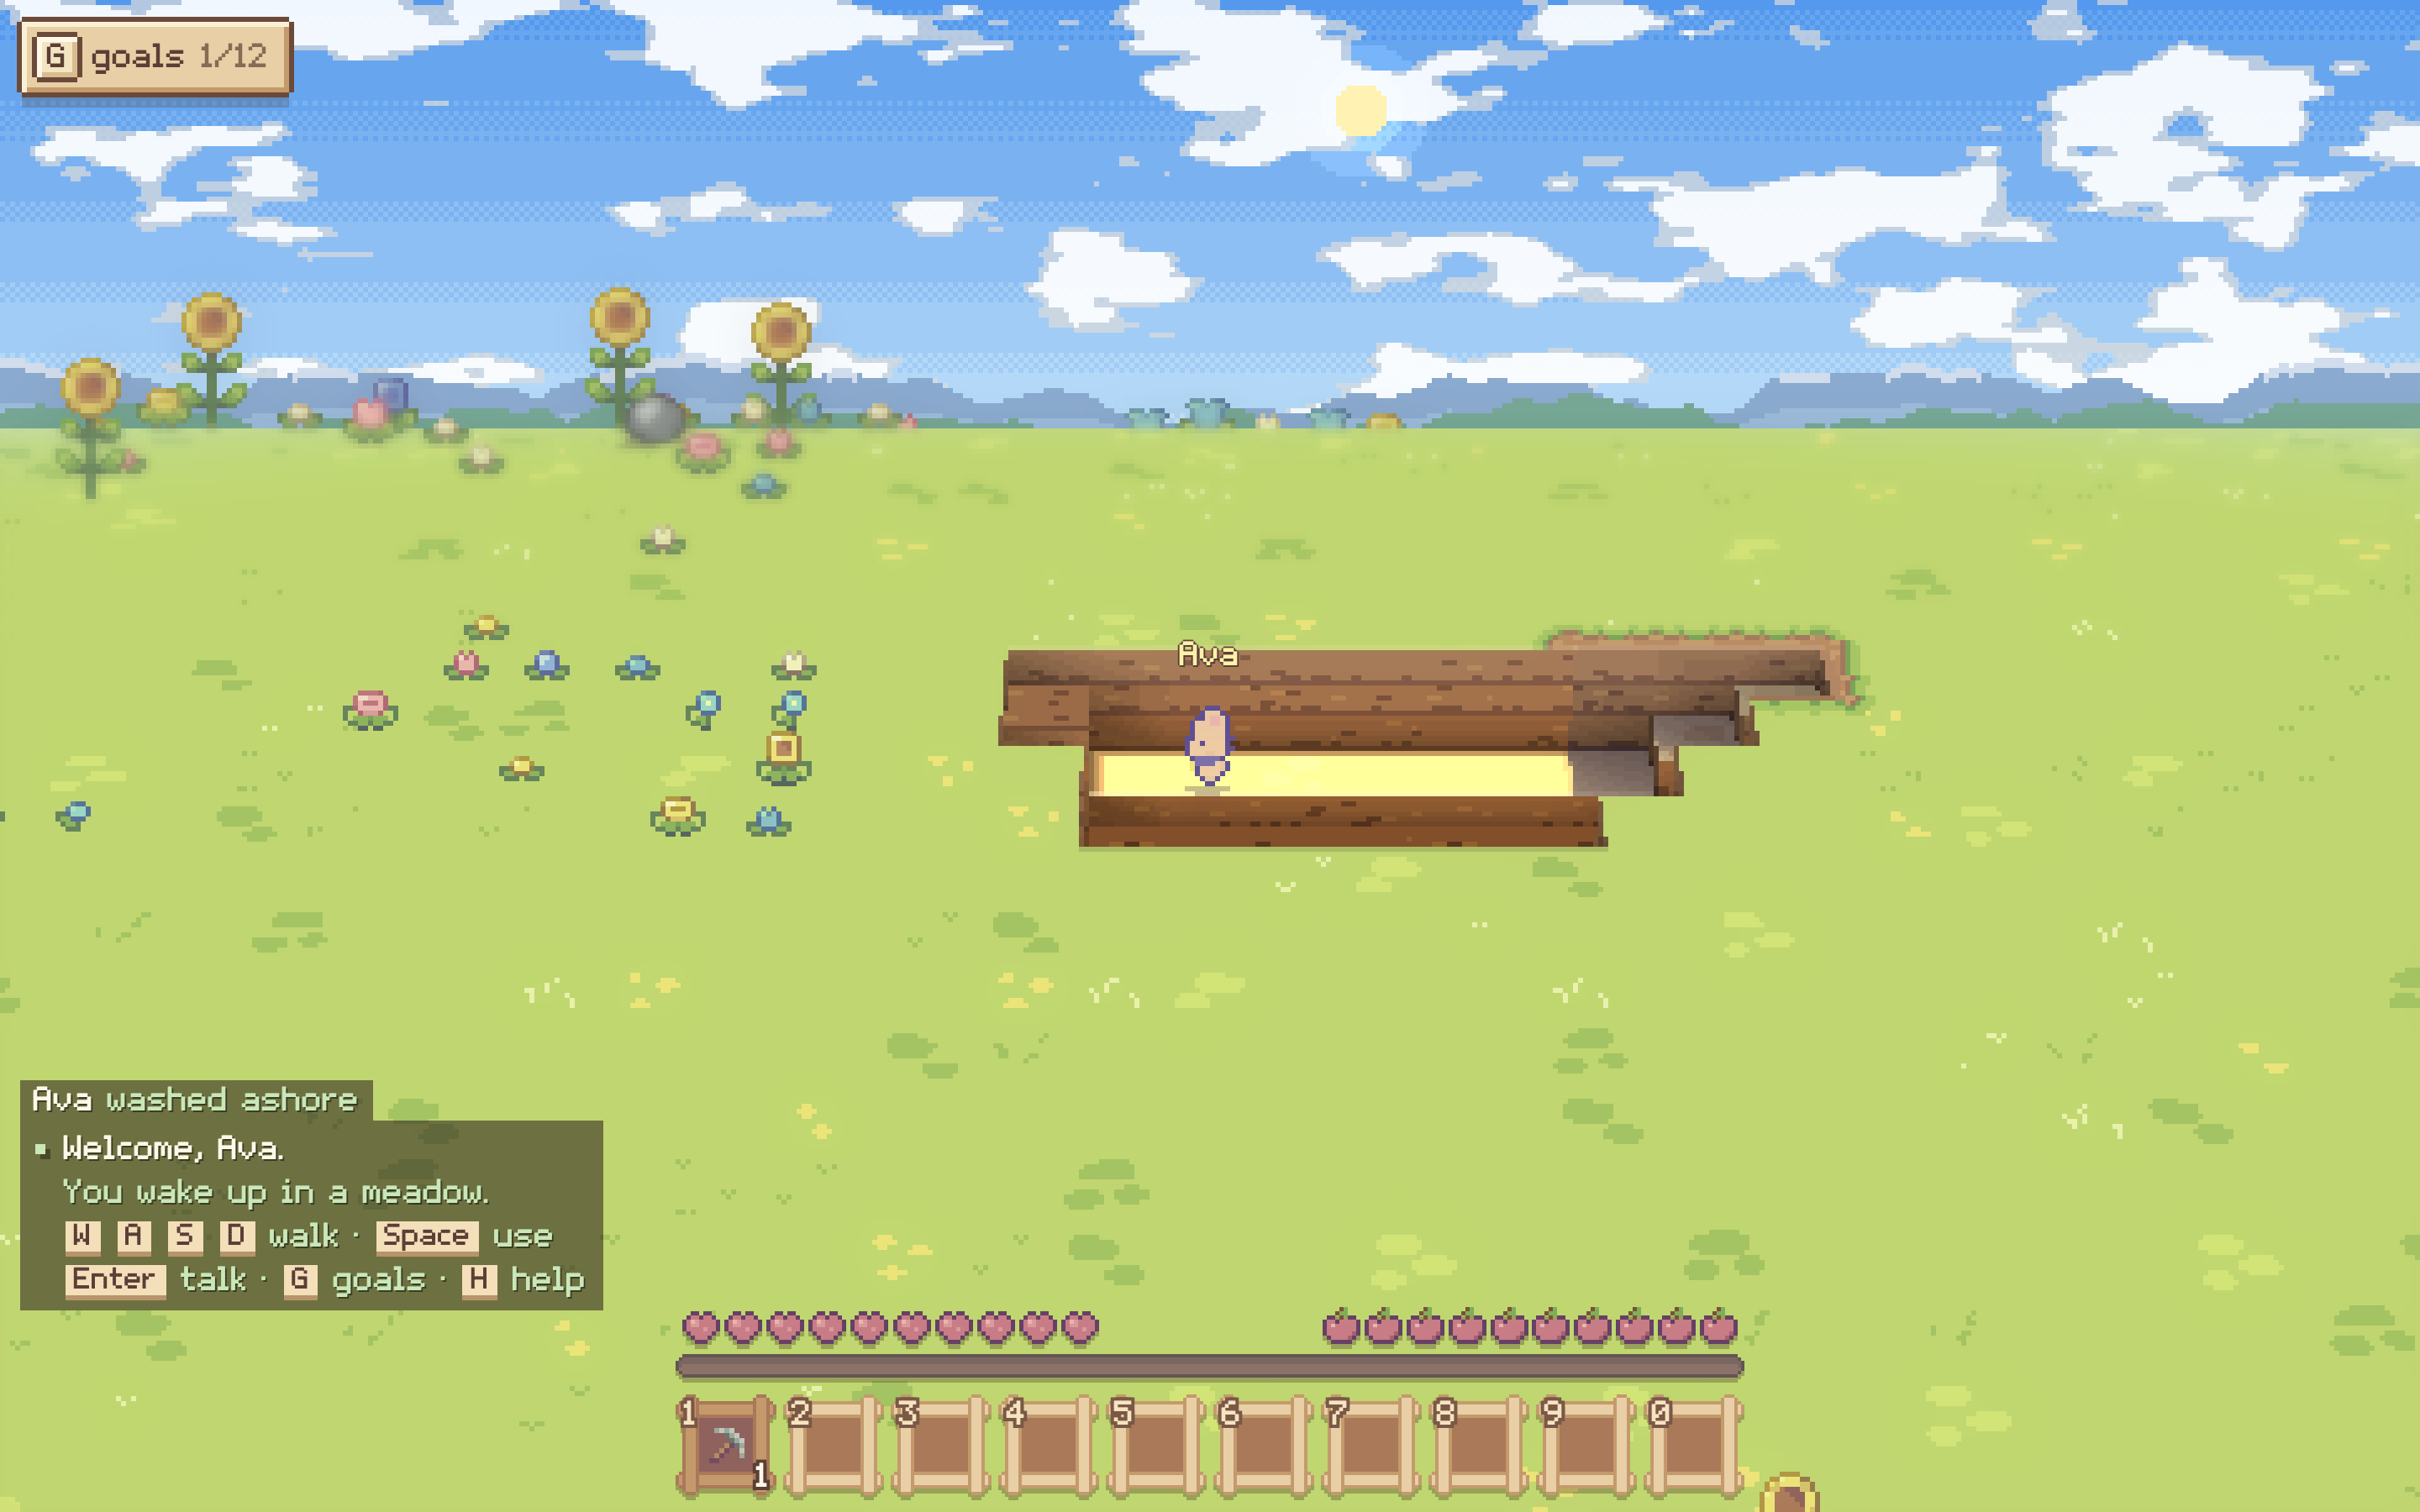 G goals 1/12
Ava
Ava washed ashore
Welcome, Ava.
You wake up in a meadow.
W A S D walk · Space use
Enter talk · G goals · H help
1 2 3 4 5 6 7 8 9 0
1